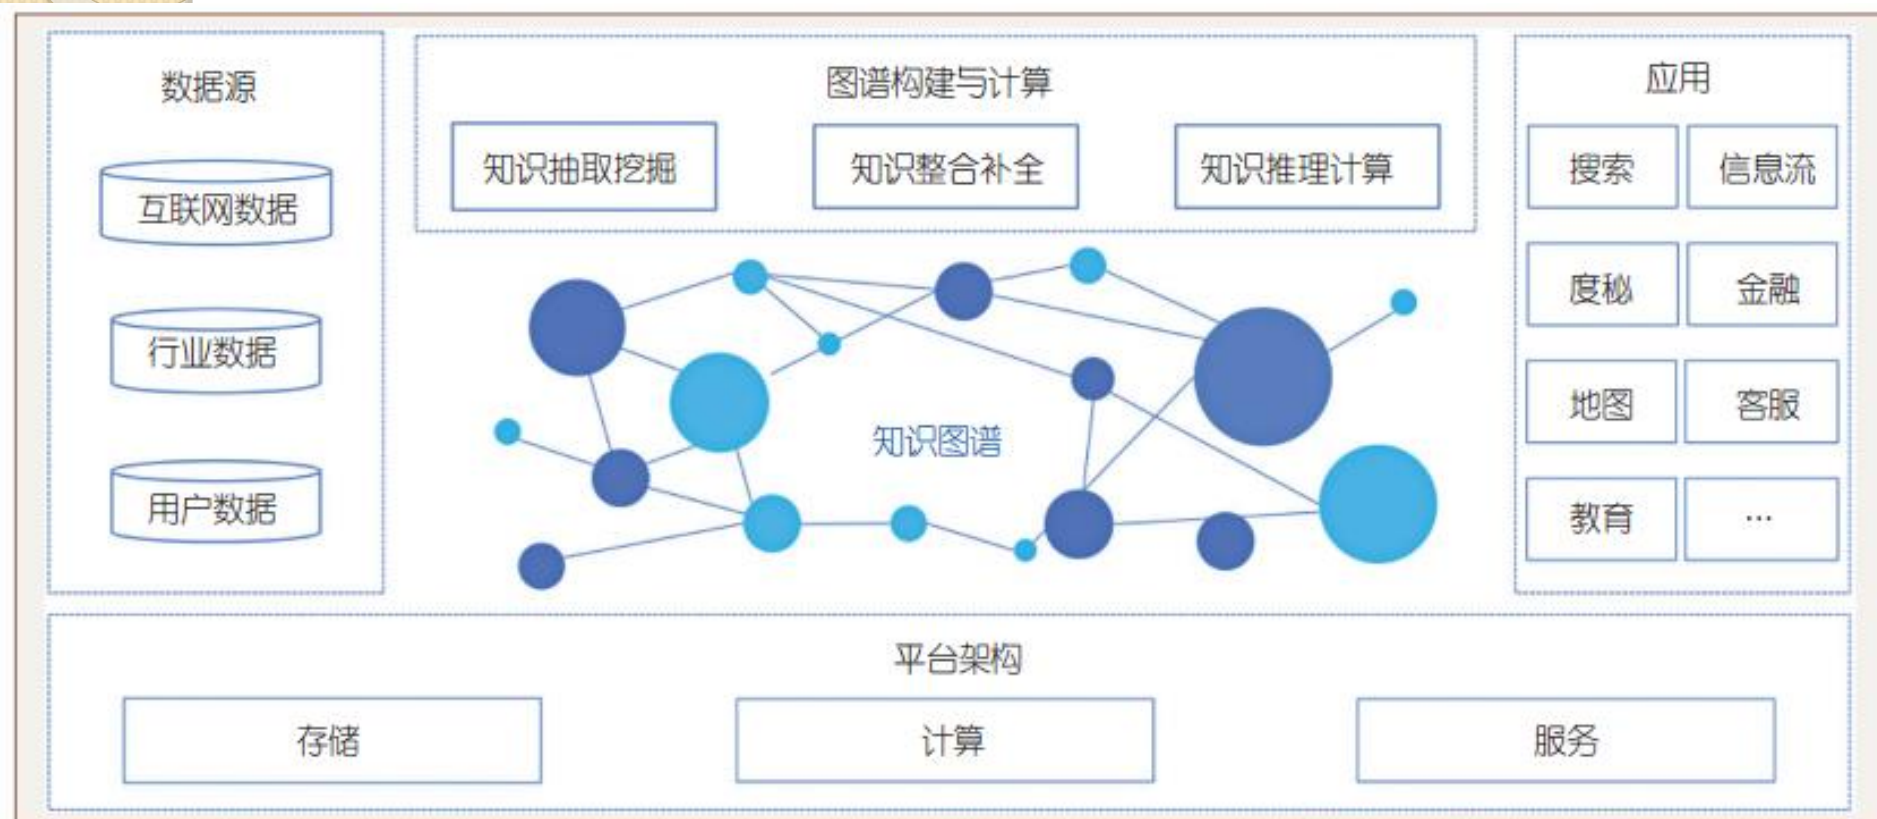 数据源
互联网数据
行业数据
用户数据
图谱构建与计算
知识抽取挖掘
知识整合补全
知识推理计算
知识图谱
应用
搜索
信息流
度秘
金融
地图
客服
教育
...
平台架构
存储
计算
服务